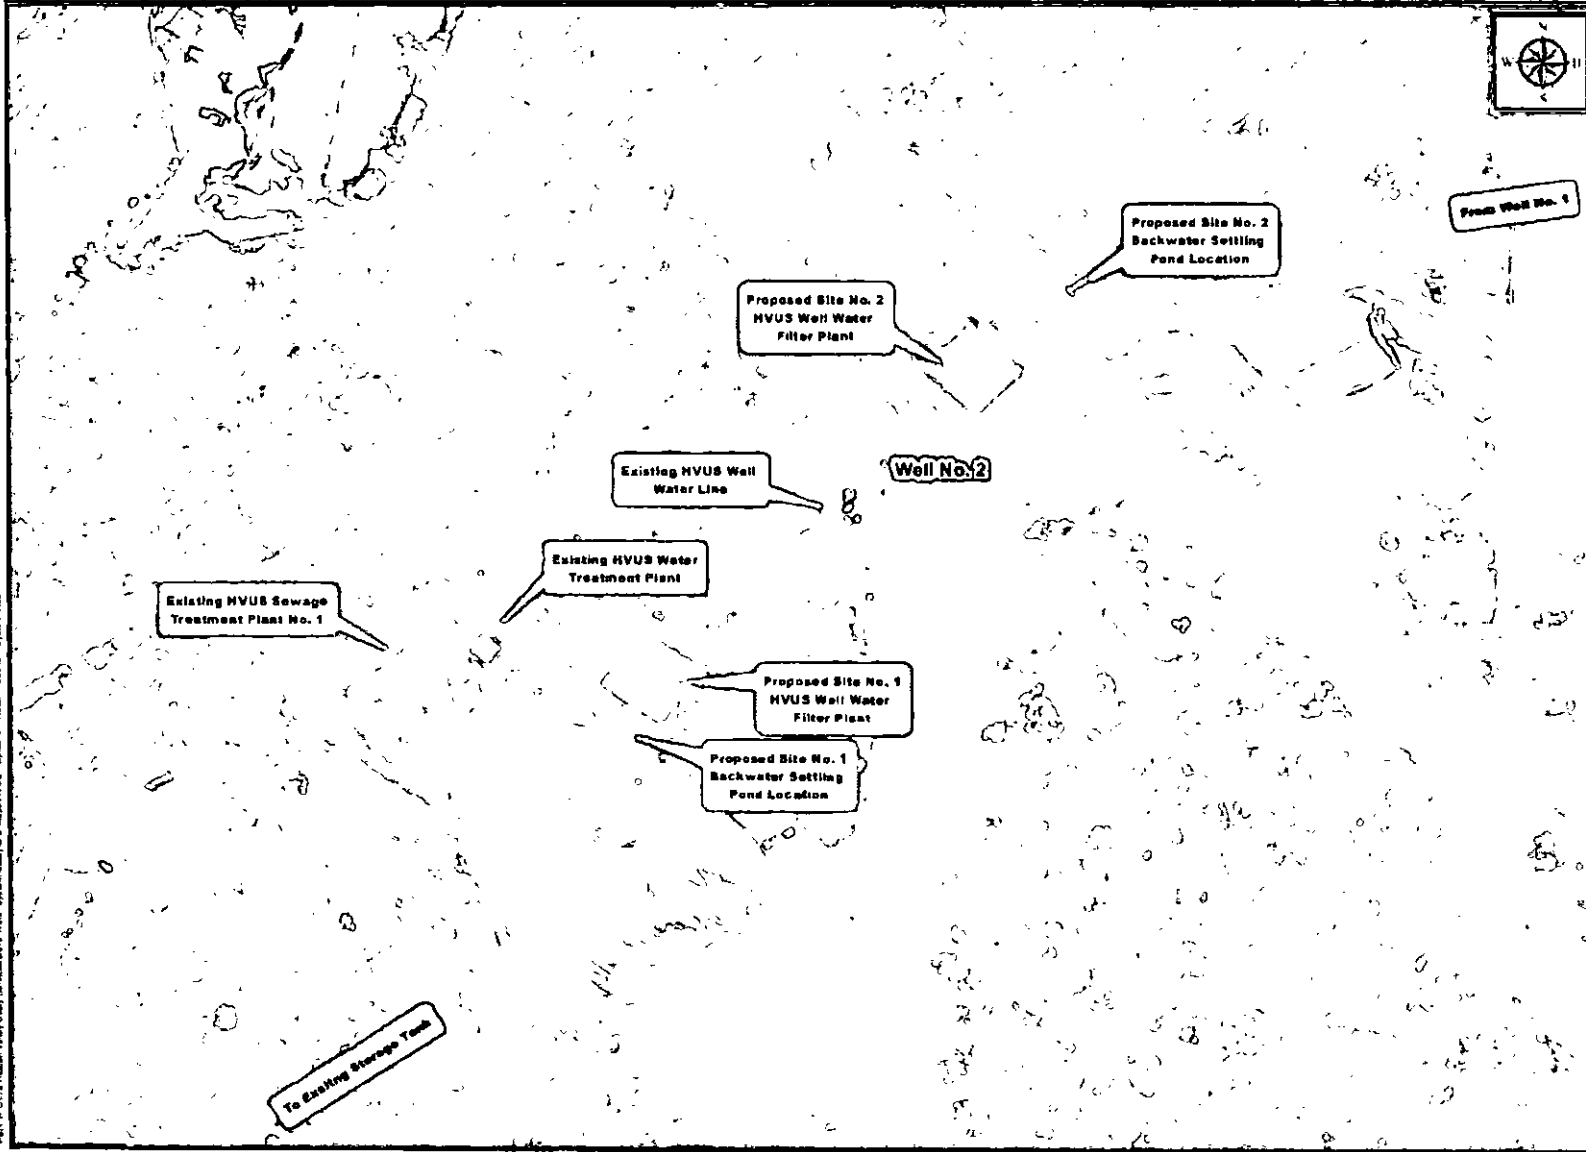 W
From Well No. 1
Proposed Site No. 2
Backwater Settling
Pond Location
Proposed Site No. 2
HVUS Well Water
Filter Plant
Well No. 2
Existing HVUS Well
Water Line
Existing HVUS Water
Treatment Plant
Existing HVUS Sewage
Treatment Plant No. 1
Proposed Site No. 1
HVUS Well Water
Filter Plant
Proposed Site No. 1
Backwater Settling
Pond Location
To Exsiting Storage Tank